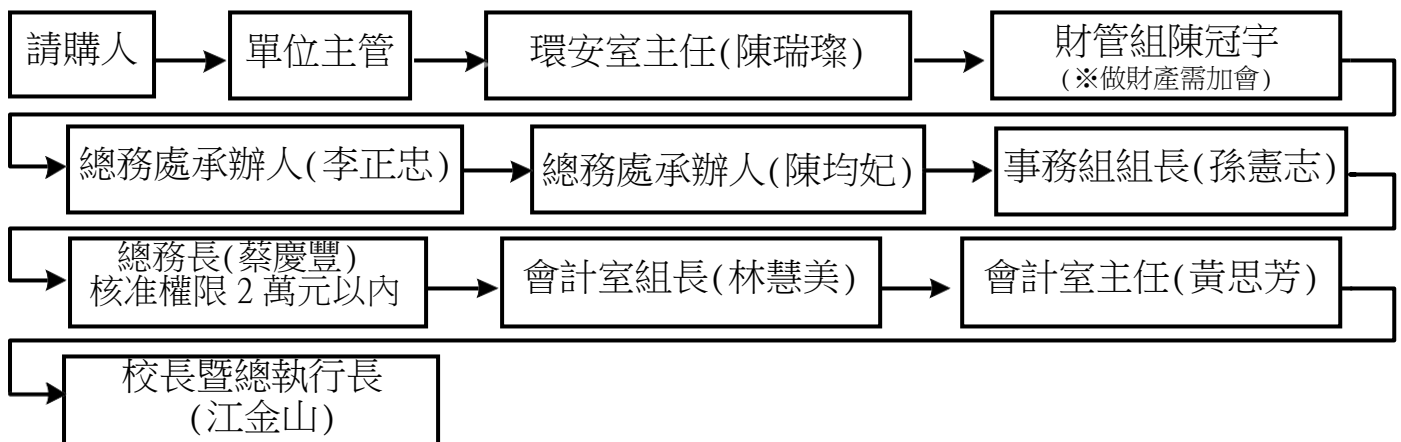 請購人
單位主管
環安室主任(陳瑞璨)
財管組陳冠宇
(※做財產需加會)
總務處承辦人(李正忠)
總務處承辦人(陳均妃)
事務組組長(孫憲志)
總務長(蔡慶豐)
核准權限 2 萬元以內
會計室組長(林慧美)
會計室主任(黃思芳)
校長暨總執行長
(江金山)